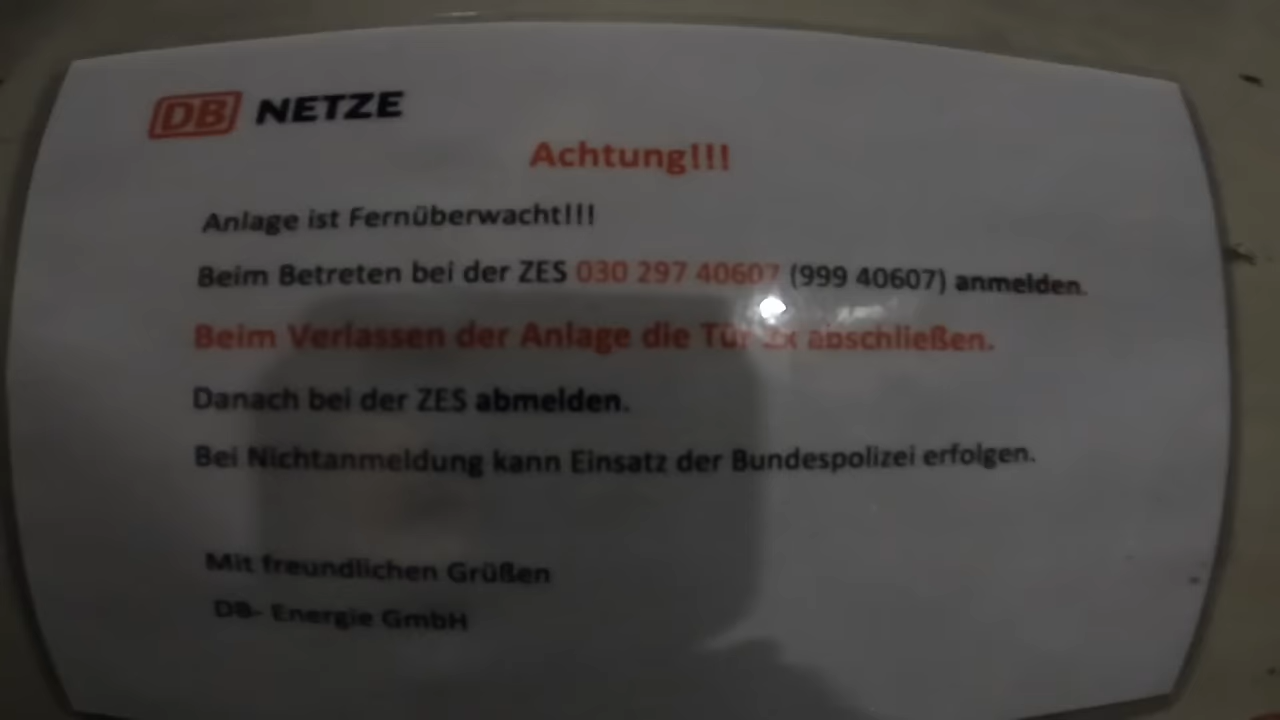 DB NETZE
Achtung!!!
Anlage ist Fernüberwacht!!!
Beim Betreten bei der ZES 030 297 40607 (999 40607) anmelden.
Beim Verlassen der Anlage die Tür 2x abschließen.
Danach bei der ZES abmelden.
Bei Nichtanmeldung kann Einsatz der Bundespolizei erfolgen.
Mit freundlichen Grüßen
DB- Energie GmbH